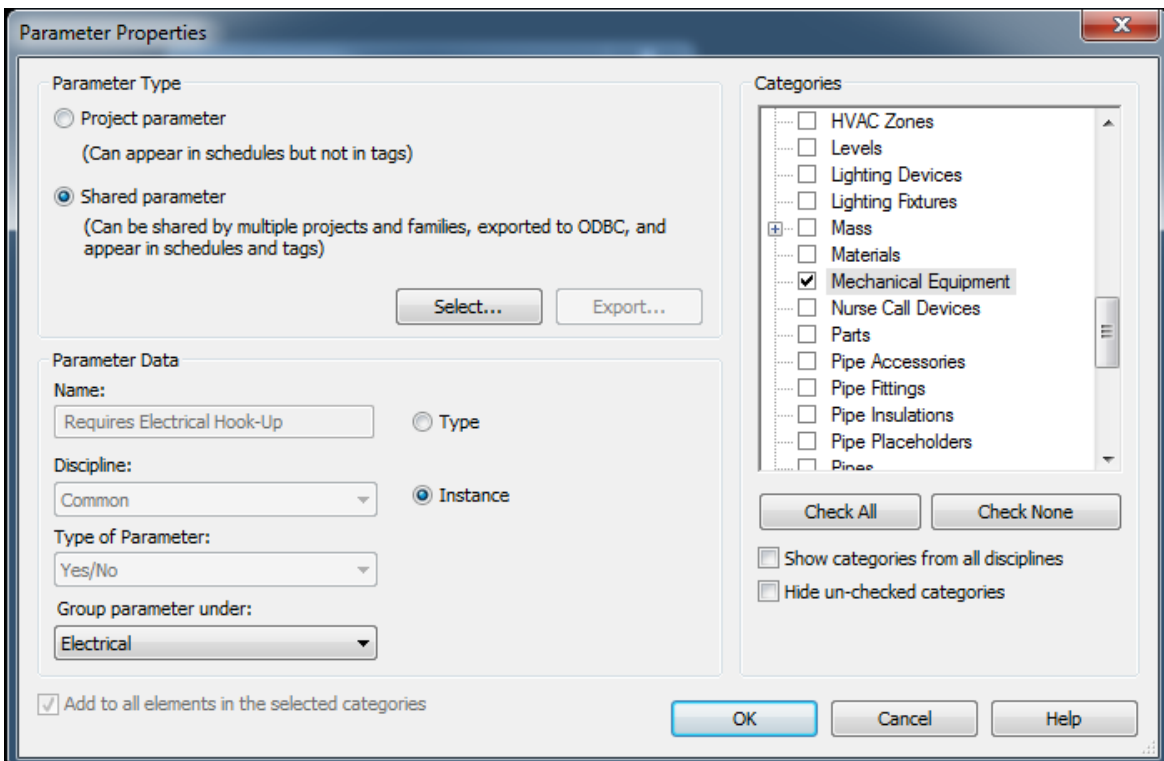 Parameter Properties
Parameter Type
Project parameter
(Can appear in schedules but not in tags)
Shared parameter
(Can be shared by multiple projects and families, exported to ODBC, and
appear in schedules and tags)
Select...
Export...
Parameter Data
Name:
Requires Electrical Hook-Up
Type
Discipline:
Common
Instance
Type of Parameter:
Yes/No
Group parameter under:
Electrical
Add to all elements in the selected categories
Categories
HVAC Zones
Levels
Lighting Devices
Lighting Fixtures
Mass
Materials
Mechanical Equipment
Nurse Call Devices
Parts
Pipe Accessories
Pipe Fittings
Pipe Insulations
Pipe Placeholders
Pipes
Check All
Check None
Show categories from all disciplines
Hide un-checked categories
OK
Cancel
Help